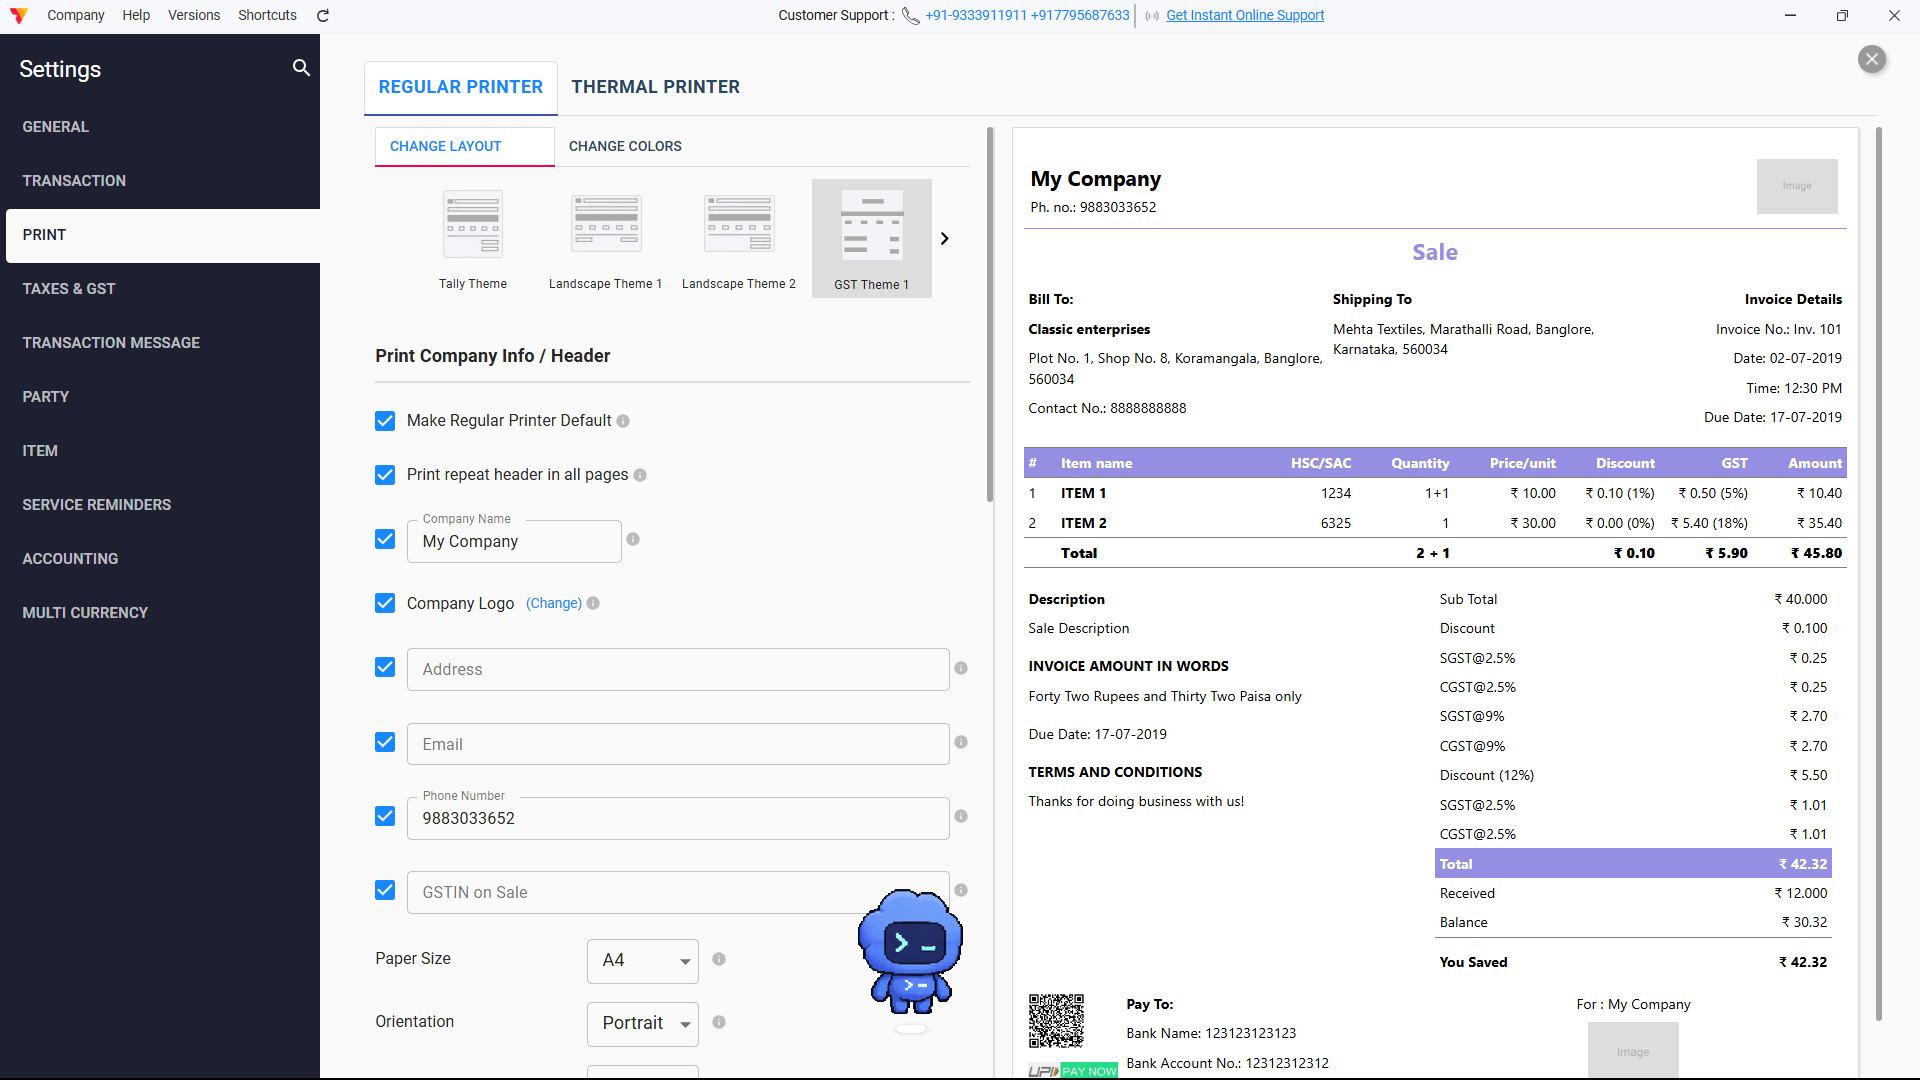 Company Help Versions Shortcuts
Customer Support : +91-9333911911 +917795687633 Get Instant Online Support
Settings
GENERAL
TRANSACTION
PRINT
TAXES & GST
TRANSACTION MESSAGE
PARTY
ITEM
SERVICE REMINDERS
ACCOUNTING
MULTI CURRENCY
REGULAR PRINTER THERMAL PRINTER
CHANGE LAYOUT CHANGE COLORS
Tally Theme Landscape Theme 1 Landscape Theme 2 GST Theme 1
Print Company Info / Header
Make Regular Printer Default
Print repeat header in all pages
Company Name
My Company
Company Logo (Change)
Address
Email
Phone Number
9883033652
GSTIN on Sale
Paper Size A4
Orientation Portrait
My Company
Image
Ph. no.: 9883033652
Sale
Bill To: Shipping To Invoice Details
Classic enterprises Mehta Textiles, Marathalli Road, Banglore, Invoice No.: Inv. 101
Karnataka, 560034
Plot No. 1, Shop No. 8, Koramangala, Banglore, Date: 02-07-2019
560034
Time: 12:30 PM
Contact No.: 8888888888
Due Date: 17-07-2019
# Item name HSC/SAC Quantity Price/unit Discount GST Amount
1 ITEM 1 1234 1+1 ₹ 10.00 ₹ 0.10 (1%) ₹ 0.50 (5%) ₹ 10.40
2 ITEM 2 6325 1 ₹ 30.00 ₹ 0.00 (0%) ₹ 5.40 (18%) ₹ 35.40
Total 2 + 1 ₹ 0.10 ₹ 5.90 ₹ 45.80
Description
Sale Description
INVOICE AMOUNT IN WORDS
Forty Two Rupees and Thirty Two Paisa only
Due Date: 17-07-2019
TERMS AND CONDITIONS
Thanks for doing business with us!
Sub Total ₹ 40.000
Discount ₹ 0.100
SGST@2.5% ₹ 0.25
CGST@2.5% ₹ 0.25
SGST@9% ₹ 2.70
CGST@9% ₹ 2.70
Discount (12%) ₹ 5.50
SGST@2.5% ₹ 1.01
CGST@2.5% ₹ 1.01
Total ₹ 42.32
Received ₹ 12.000
Balance ₹ 30.32
You Saved ₹ 42.32
Pay To:
Bank Name: 123123123123
Bank Account No.: 12312312312
UPI PAY NOW
For : My Company
Image